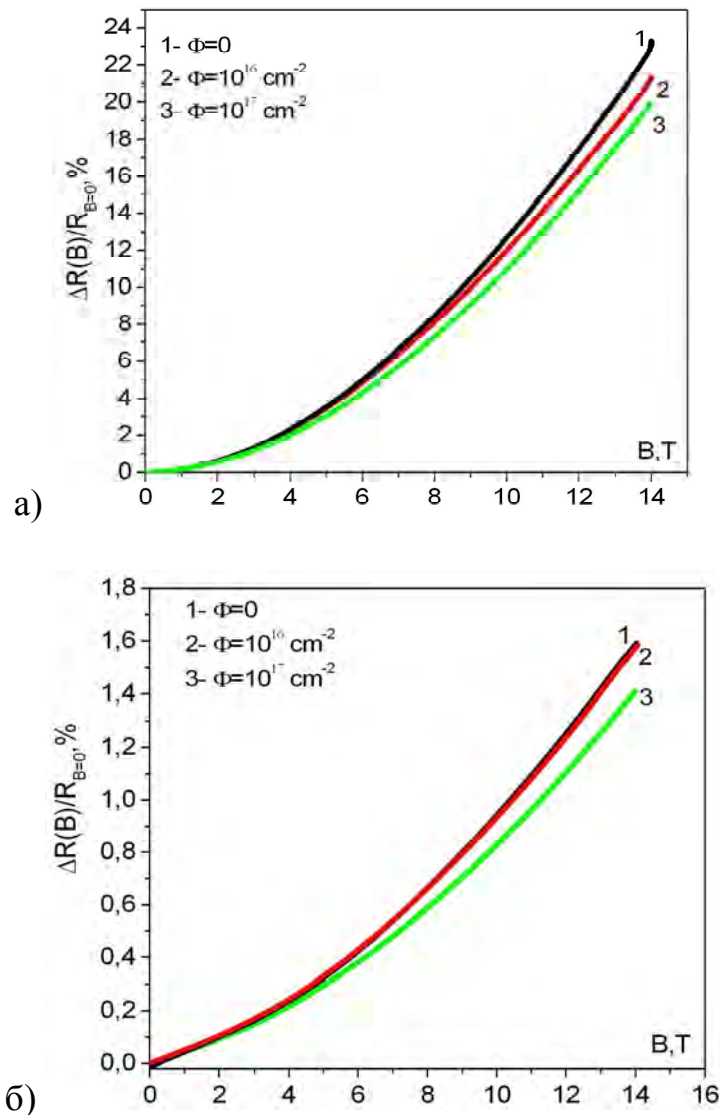 24
22
20
18
16
14
12
10
8
6
4
2
0
ΔR(B)/R_{B=0}, %
1- Φ=0
2- Φ=10^{16} cm^{-2}
3- Φ=10^{17} cm^{-2}
1
2
3
B,T
0 2 4 6 8 10 12 14
а)
1,8
1,6
1,4
1,2
1,0
0,8
0,6
0,4
0,2
0,0
ΔR(B)/R_{B=0}, %
1- Φ=0
2- Φ=10^{16} cm^{-2}
3- Φ=10^{17} cm^{-2}
1
2
3
B,T
0 2 4 6 8 10 12 14 16
б)